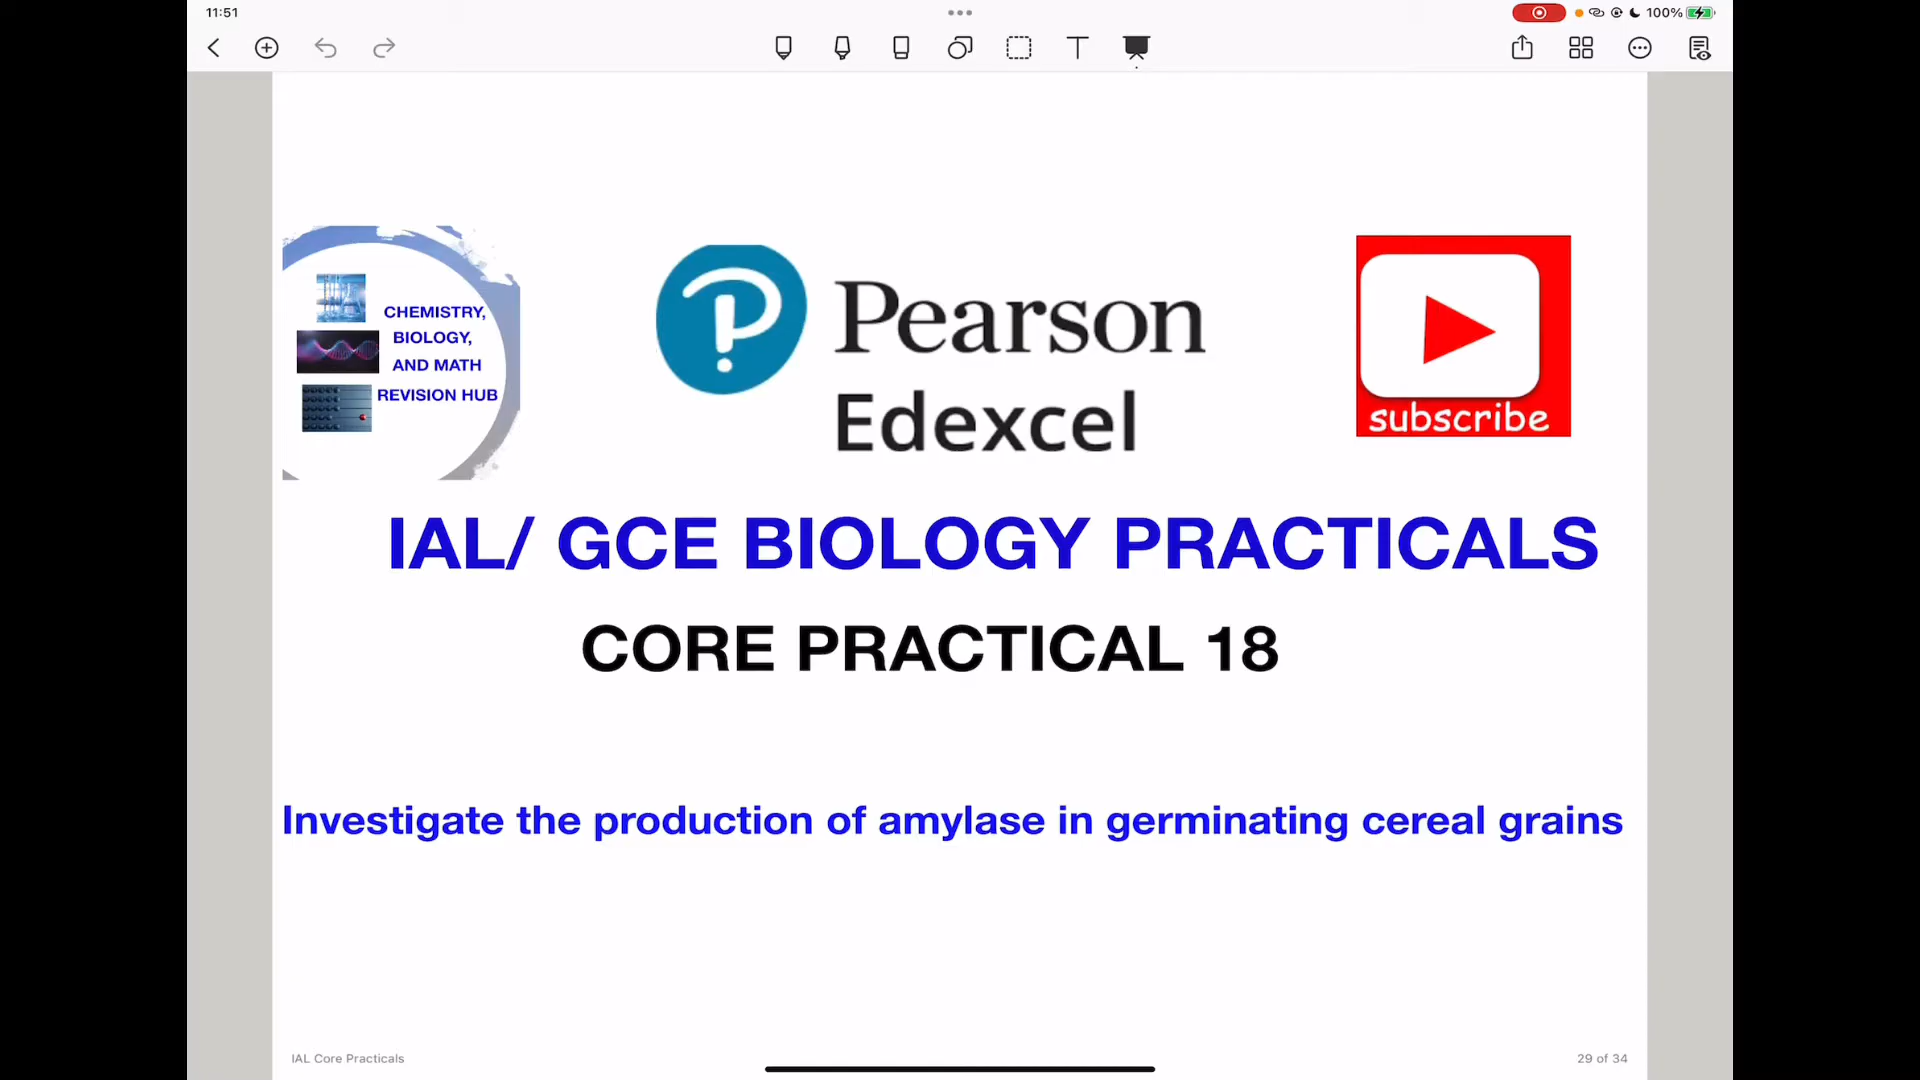 11:51
100%
CHEMISTRY,
BIOLOGY,
AND MATH
REVISION HUB
Pearson
Edexcel
subscribe
IAL/ GCE BIOLOGY PRACTICALS
CORE PRACTICAL 18
Investigate the production of amylase in germinating cereal grains
IAL Core Practicals
29 of 34